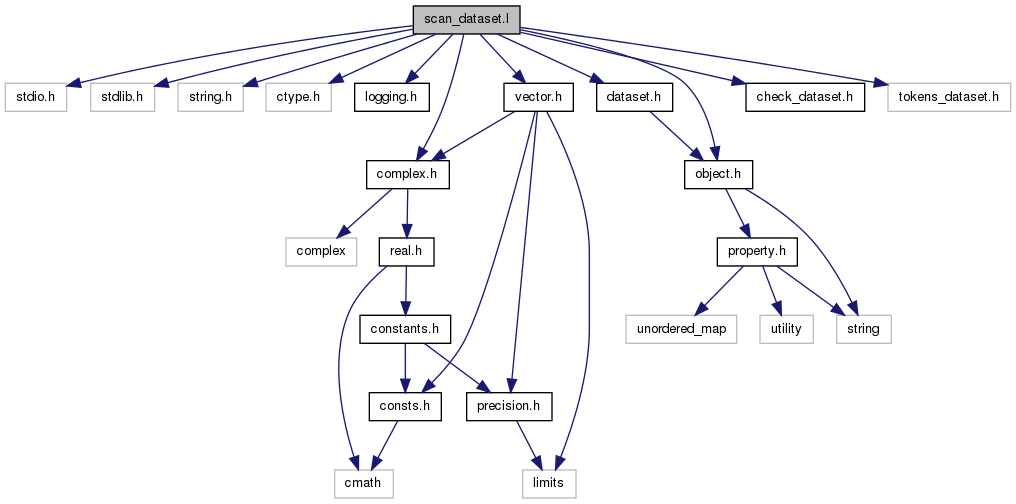 scan_dataset.l
stdio.h
stdlib.h
string.h
ctype.h
logging.h
vector.h
dataset.h
check_dataset.h
tokens_dataset.h
complex.h
object.h
complex
real.h
property.h
constants.h
unordered_map
utility
string
consts.h
precision.h
cmath
limits